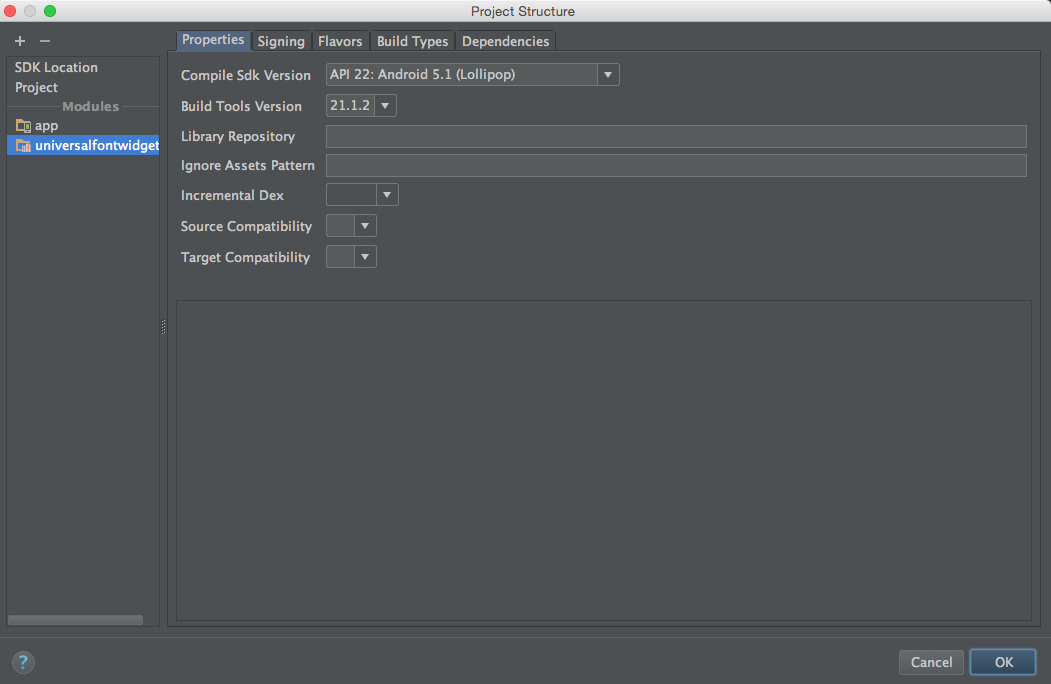 Project Structure
+ −
SDK Location
Project
Modules
app
universalfontwidget
Properties Signing Flavors Build Types Dependencies
Compile Sdk Version API 22: Android 5.1 (Lollipop)
Build Tools Version 21.1.2
Library Repository
Ignore Assets Pattern
Incremental Dex
Source Compatibility
Target Compatibility
? Cancel OK